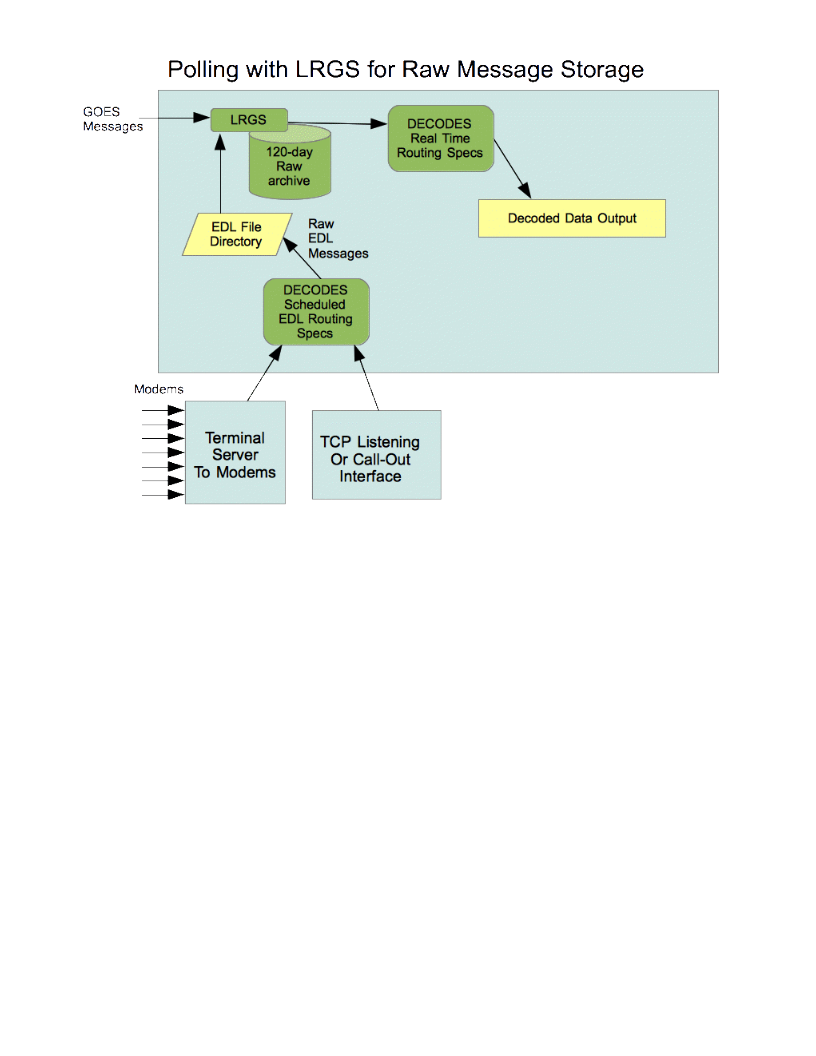 Polling with LRGS for Raw Message Storage
GOES
Messages
LRGS
120-day
Raw
archive
DECODES
Real Time
Routing Specs
Decoded Data Output
EDL File
Directory
Raw
EDL
Messages
DECODES
Scheduled
EDL Routing
Specs
Modems
Terminal
Server
To Modems
TCP Listening
Or Call-Out
Interface